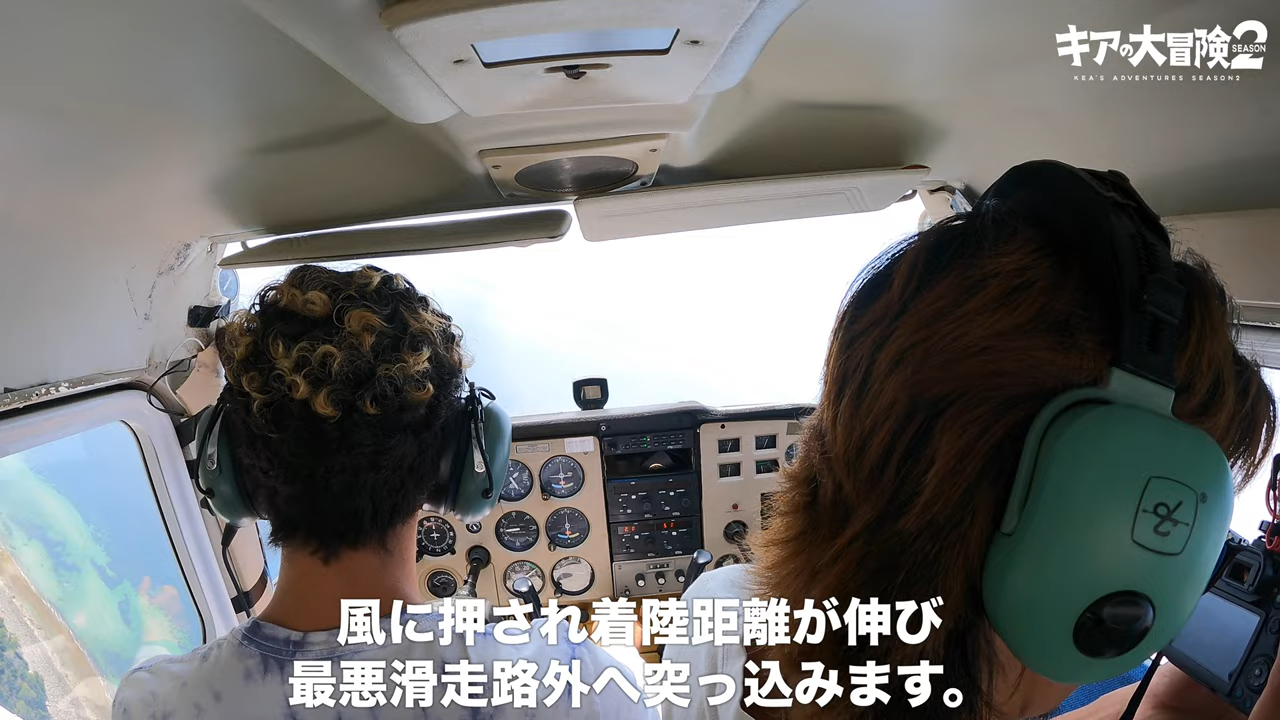 キアの大冒険2
SEASON
KEA'S ADVENTURES SEASON2
風に押され着陸距離が伸び
最悪滑走路外へ突っ込みます。